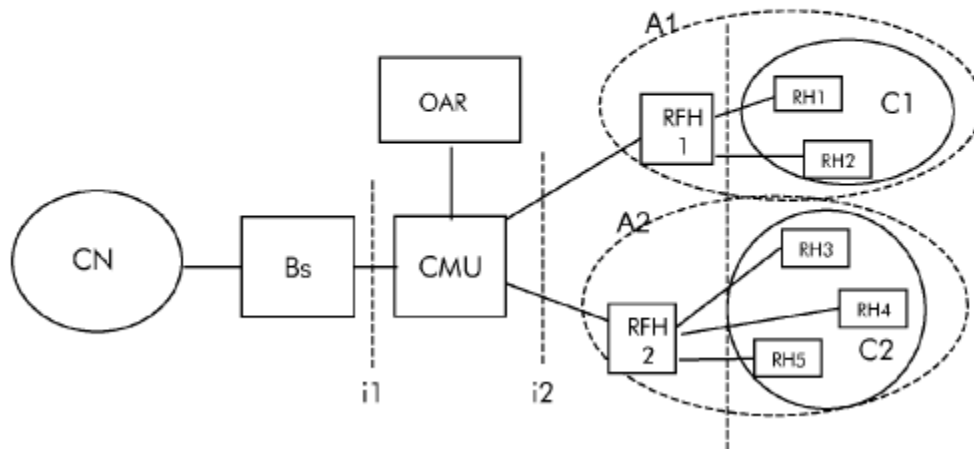 A1
OAR
RFH
1
RH1
C1
RH2
CN
Bs
CMU
A2
RFH
2
RH3
RH4
RH5
C2
i1
i2